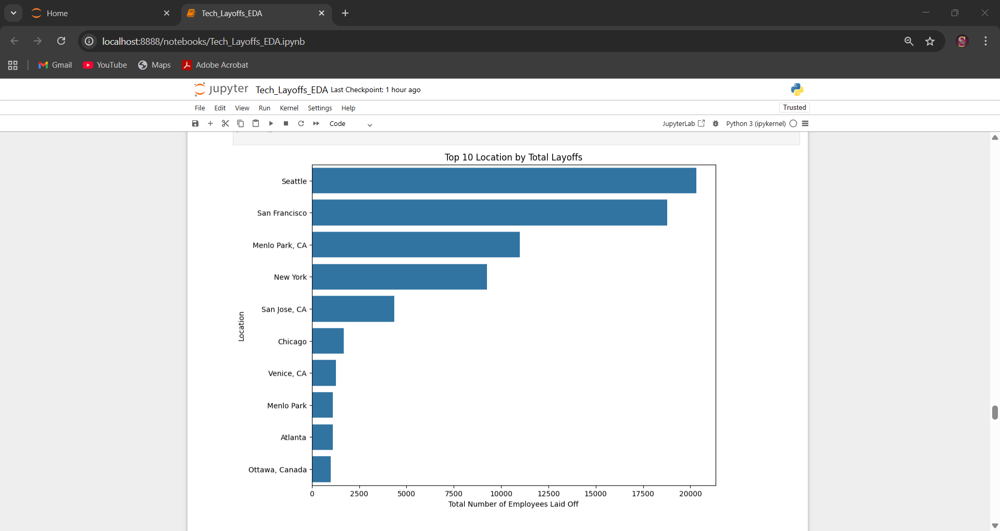 Home
Tech_Layoffs_EDA
localhost:8888/notebooks/Tech_Layoffs_EDA.ipynb
Gmail YouTube Maps Adobe Acrobat
jupyter Tech_Layoffs_EDA Last Checkpoint: 1 hour ago
File Edit View Run Kernel Settings Help Trusted
Code JupyterLab Python 3 (ipykernel)
Top 10 Location by Total Layoffs
Seattle
San Francisco
Menlo Park, CA
New York
San Jose, CA
Location
Chicago
Venice, CA
Menlo Park
Atlanta
Ottawa, Canada
0 2500 5000 7500 10000 12500 15000 17500 20000
Total Number of Employees Laid Off